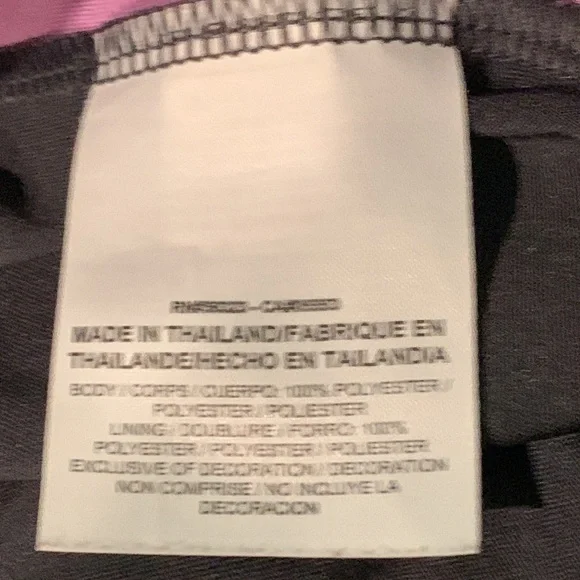 MADE IN THAILAND/FABRIQUE EN
THAILANDE/HECHO EN TAILANDIA
BODY / CORPS / CUERPO: 100% POLYESTER /
POLYESTER / POLIESTER
LINING / DOUBLURE / FORRO: 100%
POLYESTER / POLYESTER / POLIESTER
EXCLUSIVE OF DECORATION / DECORATION
NON COMPRISE / NO INCLUYE LA
DECORACION